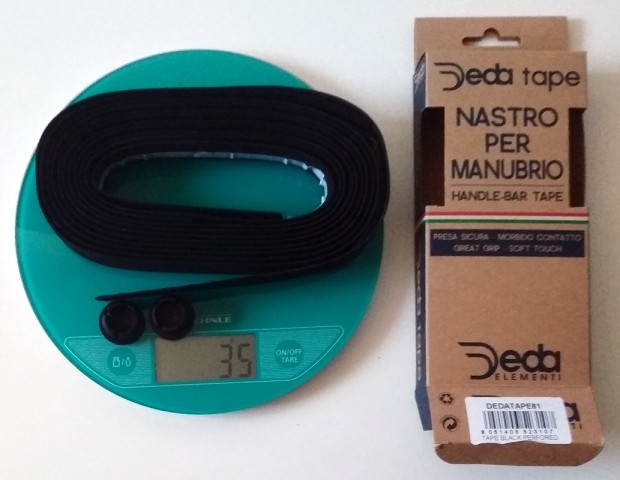 Deda tape
NASTRO
PER
MANUBRIO
HANDLE-BAR TAPE
PRESA SICURA - MORBIDO CONTATTO
GREAT GRIP - SOFT TOUCH
Deda
ELEMENTI
DEDATAPE81
TAPE BLACK PERFORED
35
ON/OFF
TARE